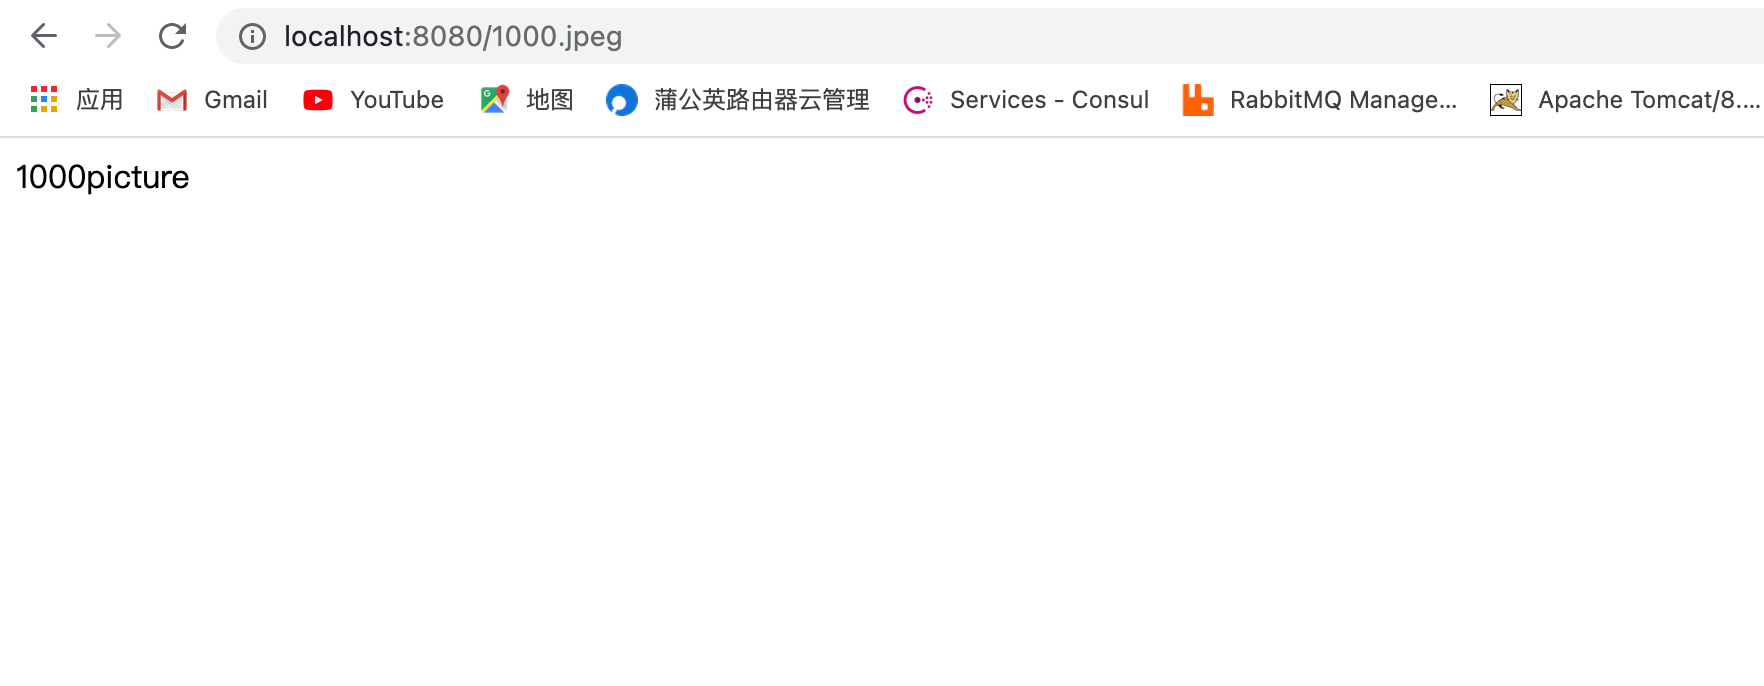 localhost:8080/1000.jpeg
应用 Gmail YouTube 地图 蒲公英路由器云管理 Services - Consul RabbitMQ Manage... Apache Tomcat/8....
1000picture